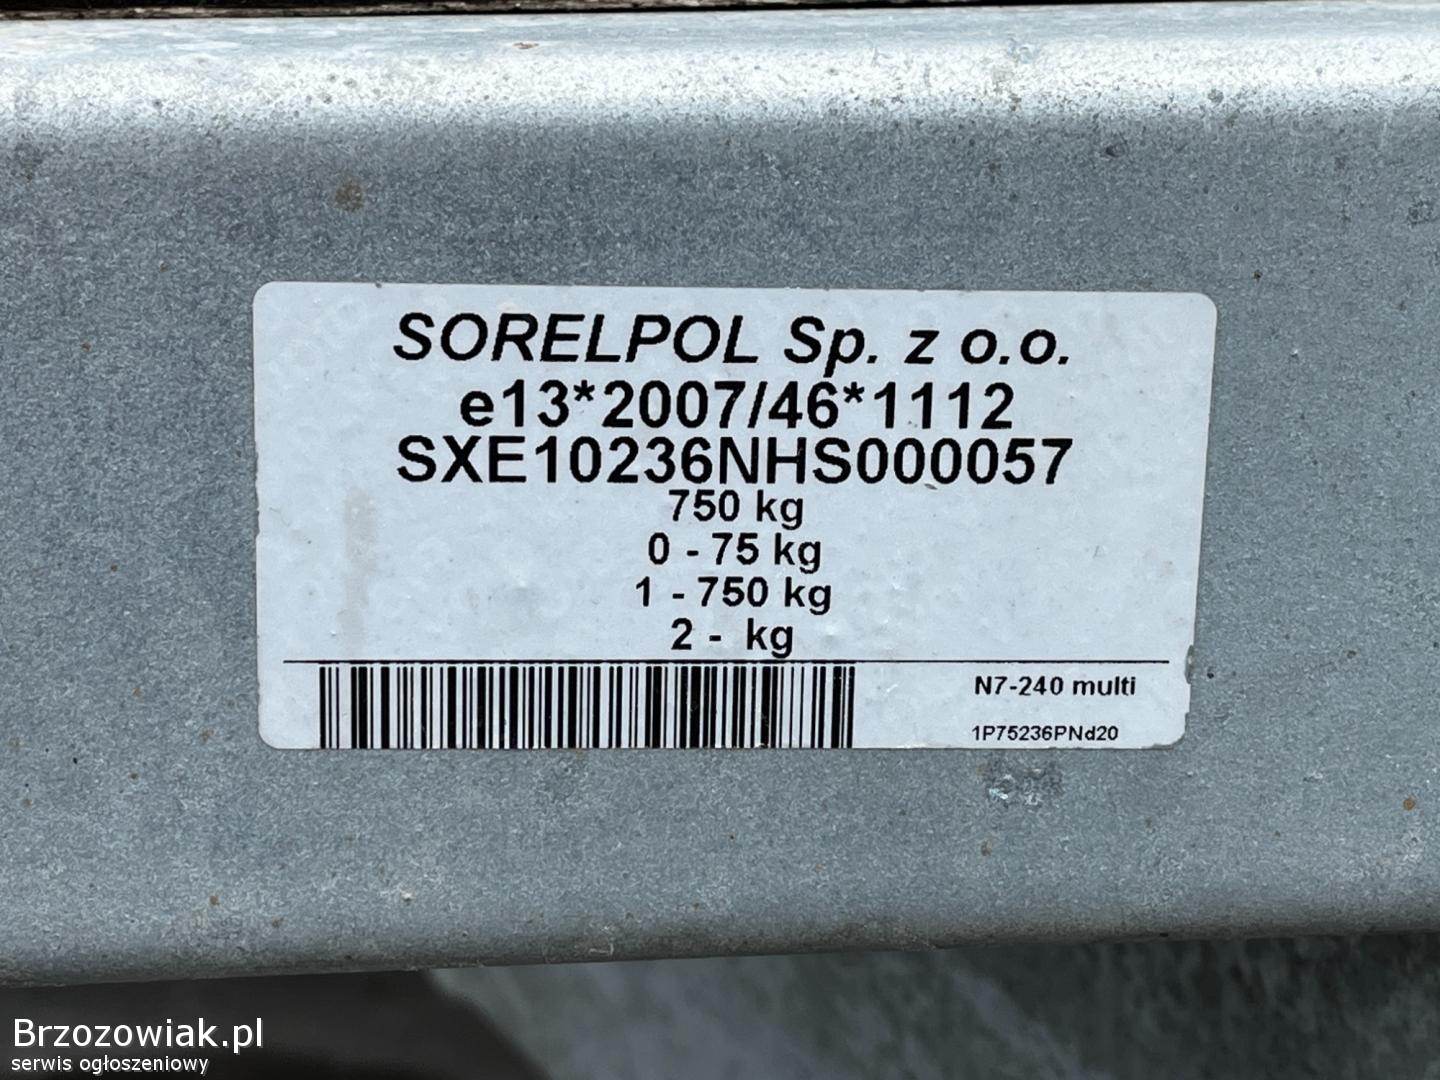 SORELPOL Sp. z o.o.
e13*2007/46*1112
SXE10236NHS000057
750 kg
0 - 75 kg
1 - 750 kg
2 - kg
N7-240 multi
1P75236PNd20
Brzozowiak.pl
serwis ogłoszeniowy